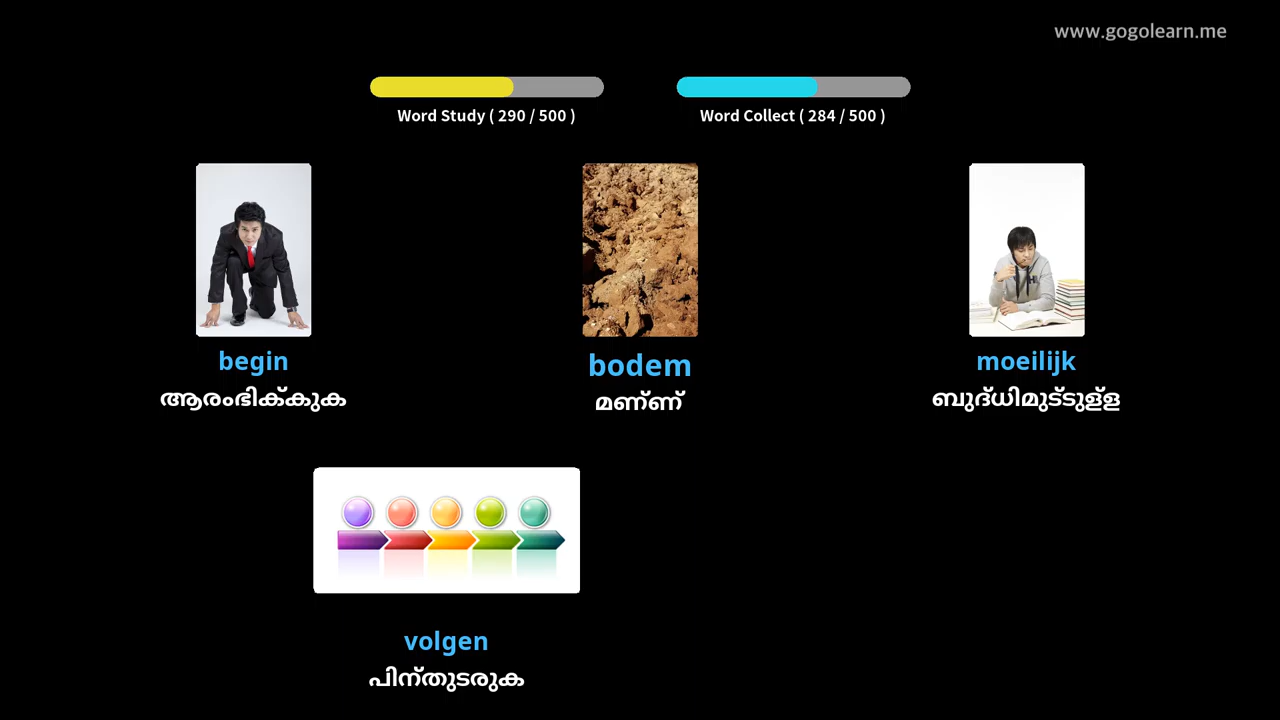 www.gogolearn.me
Word Study ( 290 / 500 )
Word Collect ( 284 / 500 )
begin
ആരംഭിക്കുക
bodem
മണ്ണ്
moeilijk
ബുദ്ധിമുട്ടുള്ള
volgen
പിന്തുടരുക